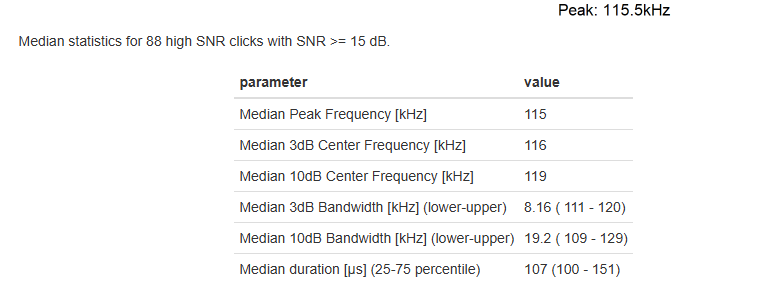 Peak: 115.5kHz
Median statistics for 88 high SNR clicks with SNR >= 15 dB.
parameter value
Median Peak Frequency [kHz] 115
Median 3dB Center Frequency [kHz] 116
Median 10dB Center Frequency [kHz] 119
Median 3dB Bandwidth [kHz] (lower-upper) 8.16 ( 111 - 120)
Median 10dB Bandwidth [kHz] (lower-upper) 19.2 ( 109 - 129)
Median duration [µs] (25-75 percentile) 107 (100 - 151)